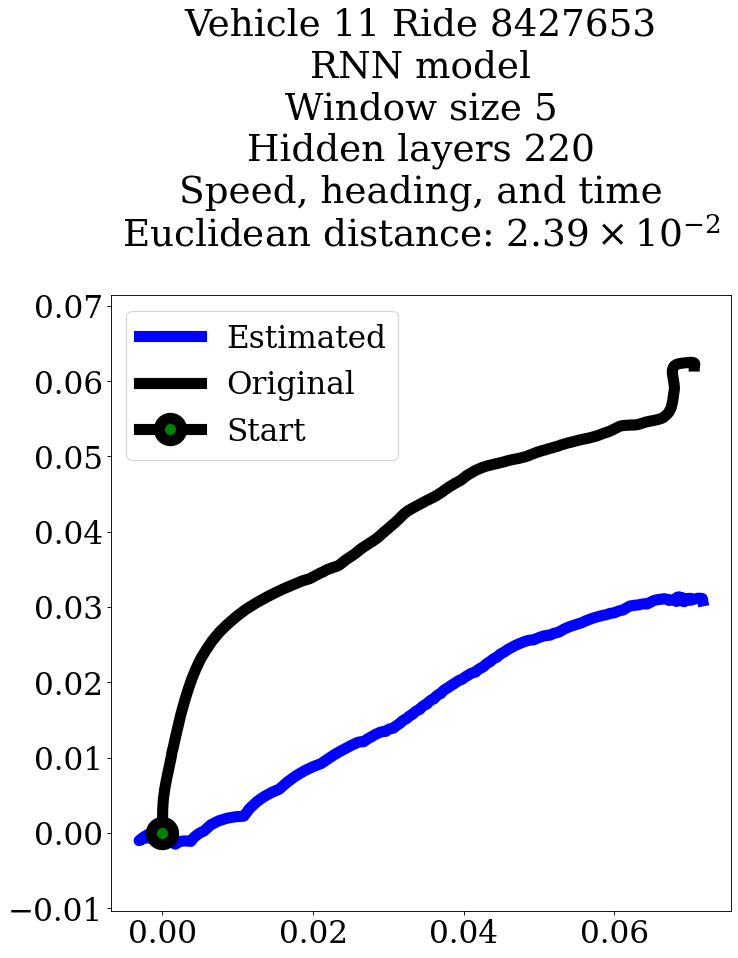 Vehicle 11 Ride 8427653
RNN model
Window size 5
Hidden layers 220
Speed, heading, and time
Euclidean distance: 2.39 × 10⁻²
0.07
0.06
0.05
0.04
0.03
0.02
0.01
0.00
−0.01
Estimated
Original
Start
0.00 0.02 0.04 0.06